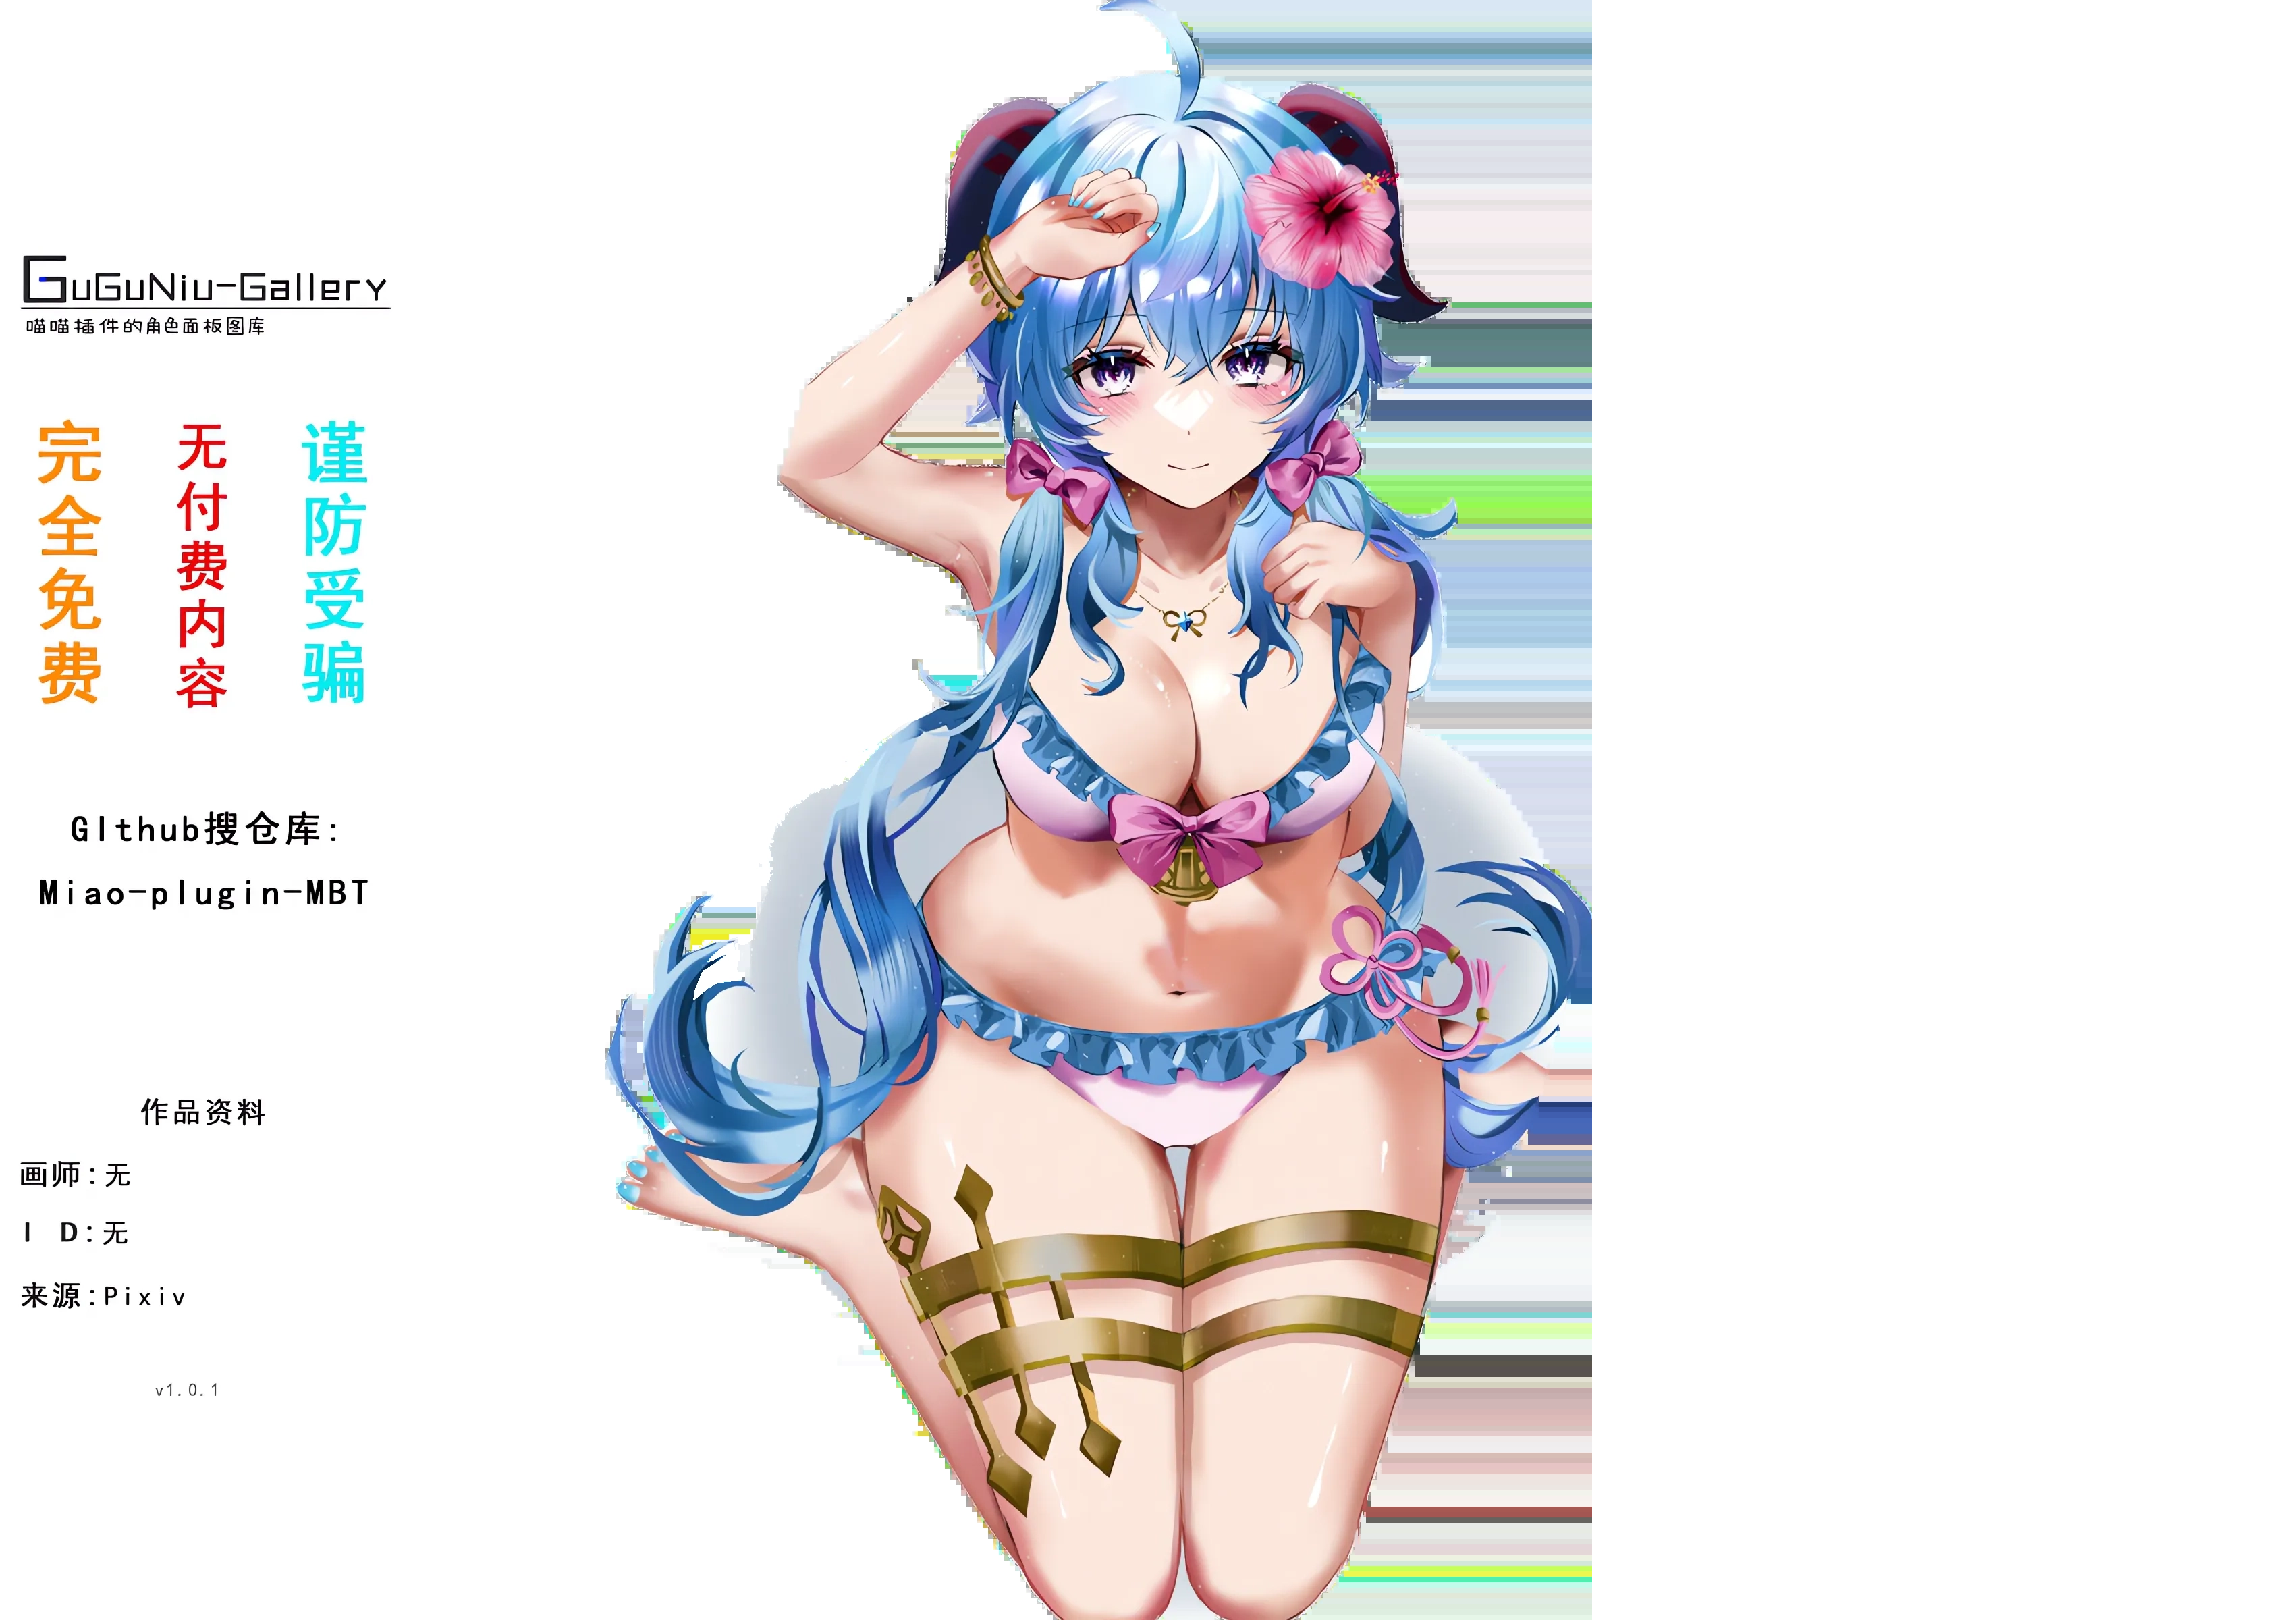 GuGuNiu-Gallery
喵喵插件的角色面板图库
完全免费
无付费内容
谨防受骗
GIthub搜仓库:
Miao-plugin-MBT
作品资料
画师:无
I D:无
来源:Pixiv
v1.0.1